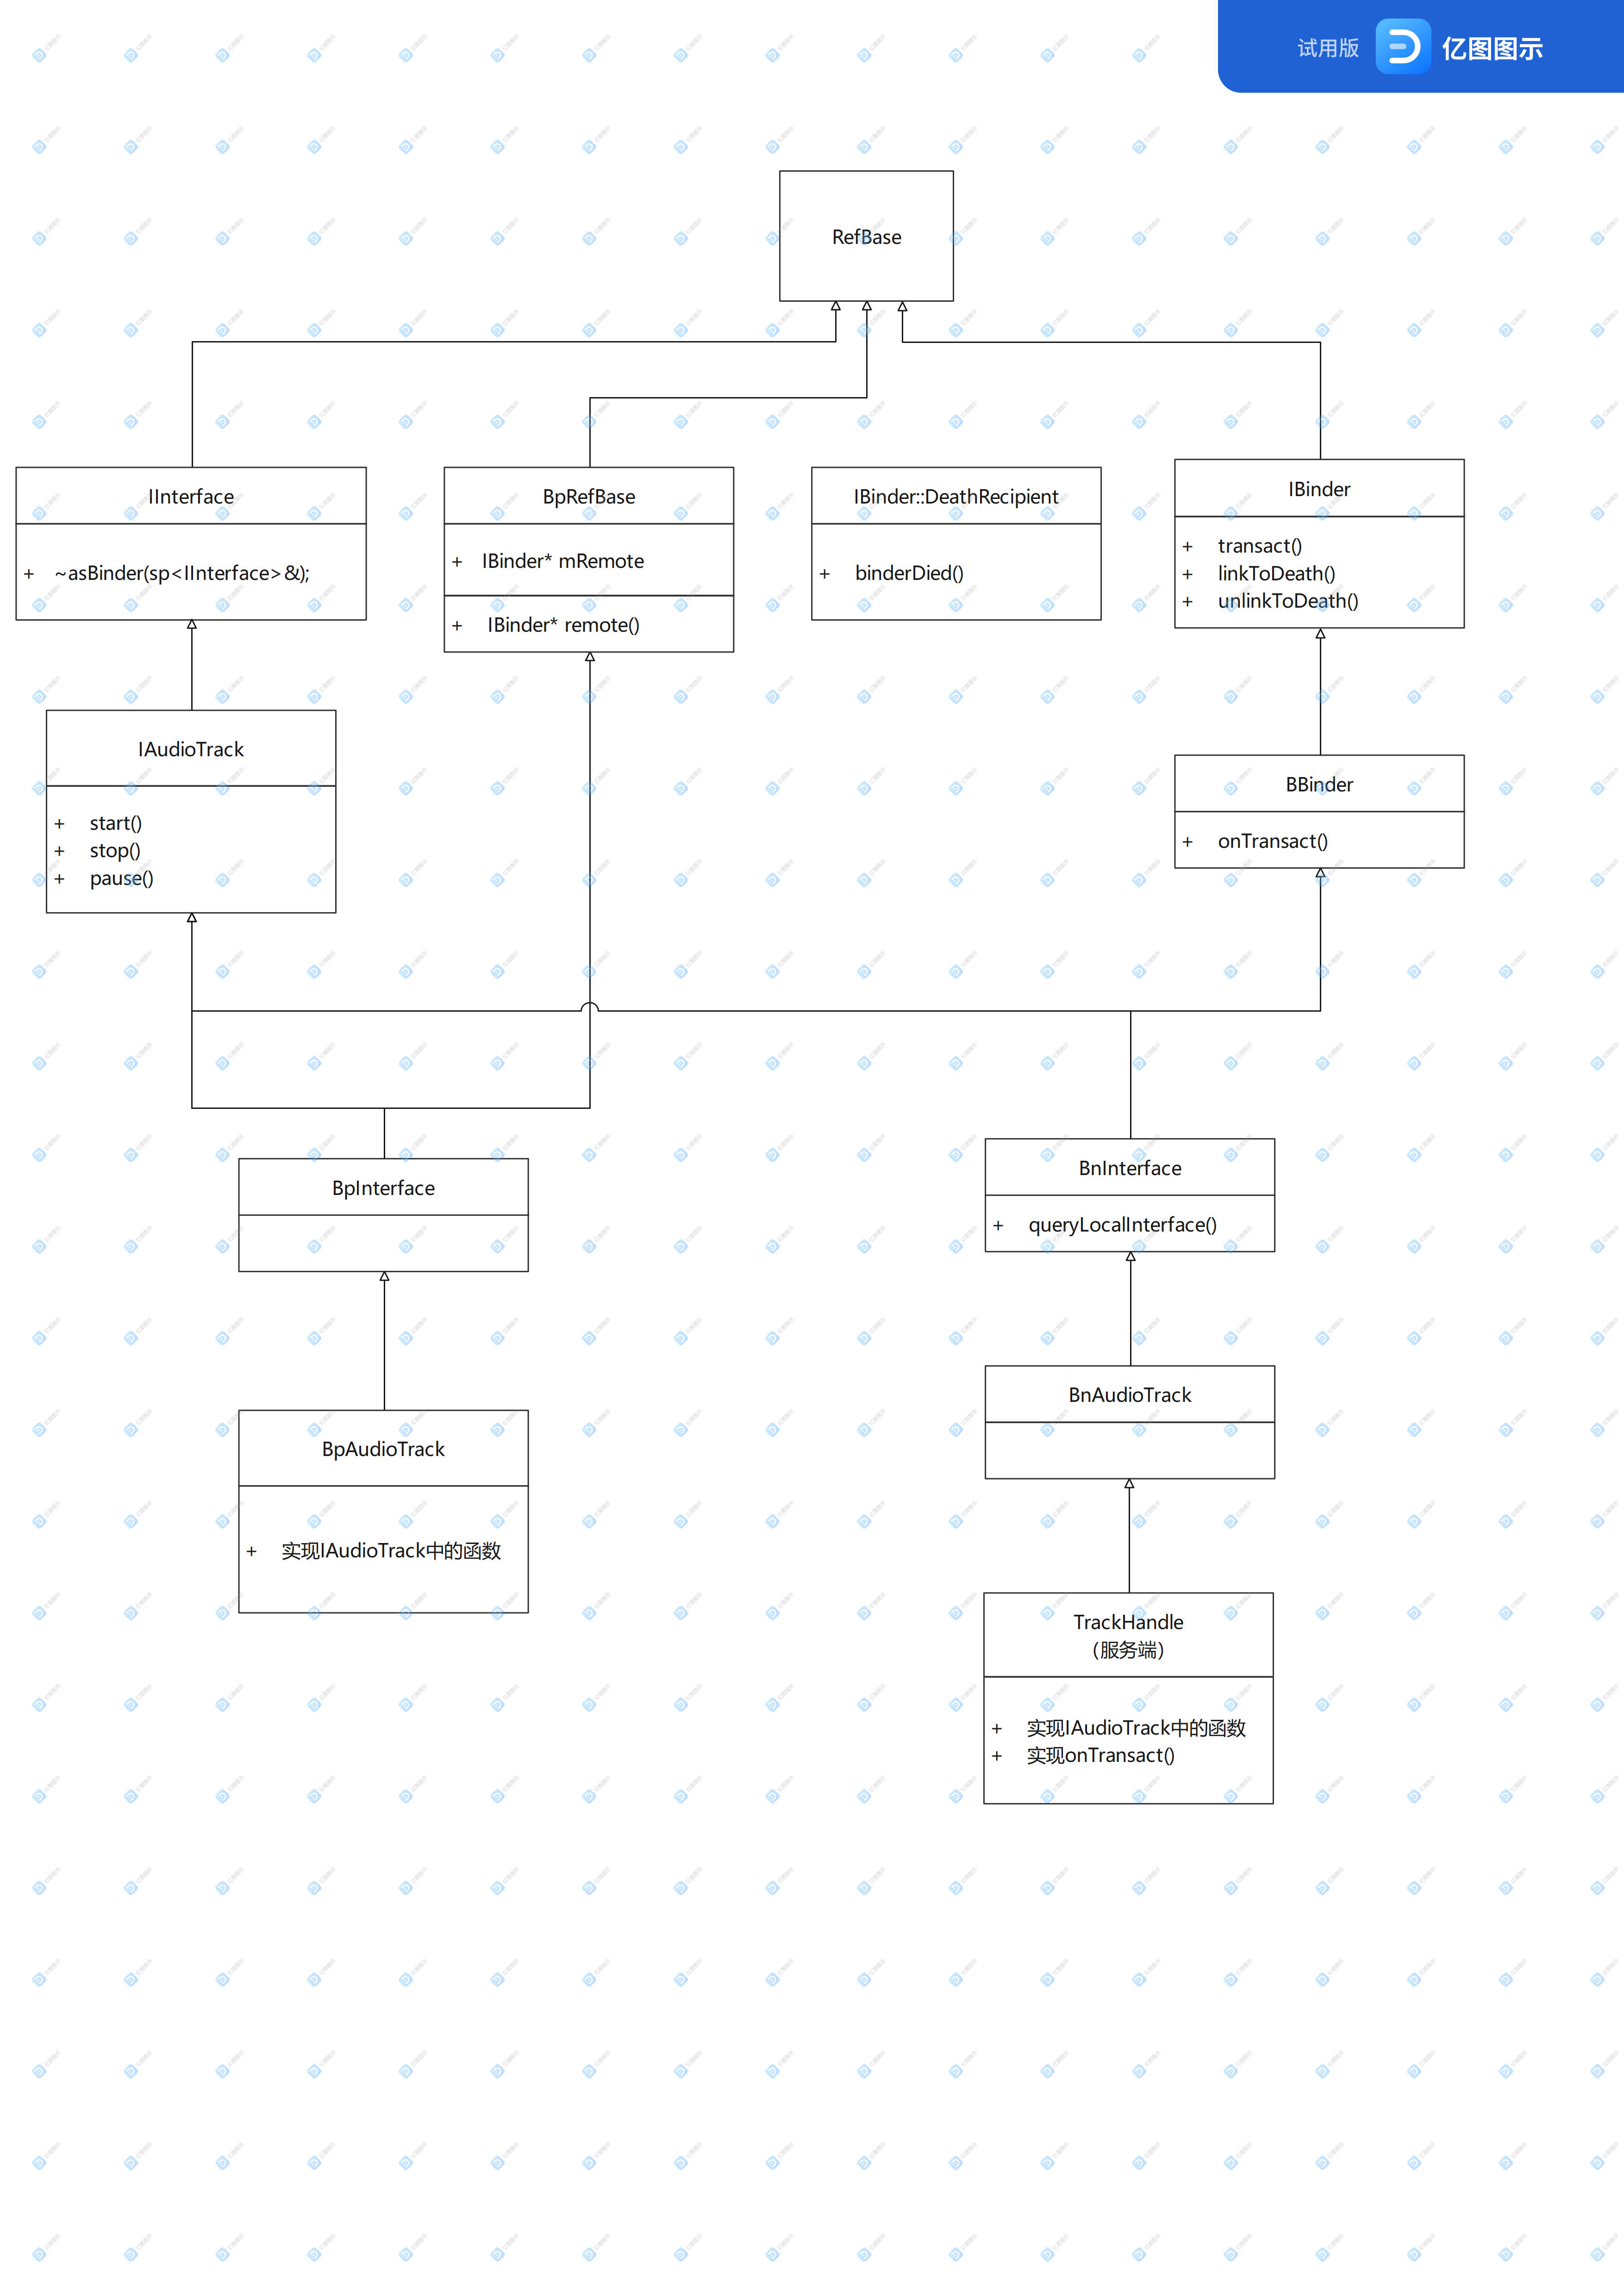 试用版 亿图图示
RefBase
IInterface
+ ~asBinder(sp<IInterface>&);
BpRefBase
+ IBinder* mRemote
+ IBinder* remote()
IBinder::DeathRecipient
+ binderDied()
IBinder
+ transact()
+ linkToDeath()
+ unlinkToDeath()
IAudioTrack
+ start()
+ stop()
+ pause()
BBinder
+ onTransact()
BpInterface
BnInterface
+ queryLocalInterface()
BpAudioTrack
+ 实现IAudioTrack中的函数
BnAudioTrack
TrackHandle
（服务端）
+ 实现IAudioTrack中的函数
+ 实现onTransact()